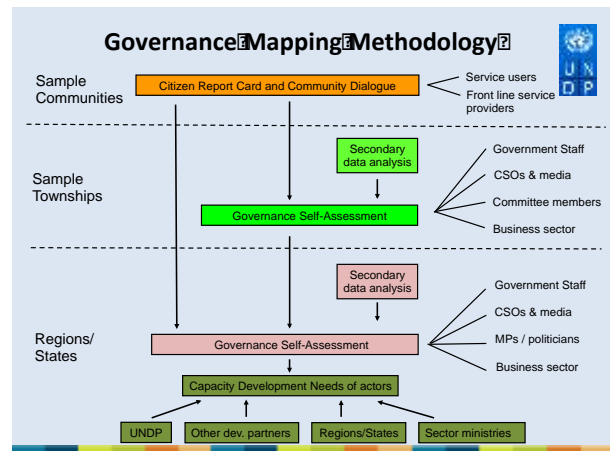 Governance Mapping Methodology
U N
D P
Sample
Communities
Citizen Report Card and Community Dialogue
Service users
Front line service
providers
Sample
Townships
Secondary
data analysis
Governance Self-Assessment
Government Staff
CSOs & media
Committee members
Business sector
Regions/
States
Secondary
data analysis
Governance Self-Assessment
Government Staff
CSOs & media
MPs / politicians
Business sector
Capacity Development Needs of actors
UNDP
Other dev. partners
Regions/States
Sector ministries